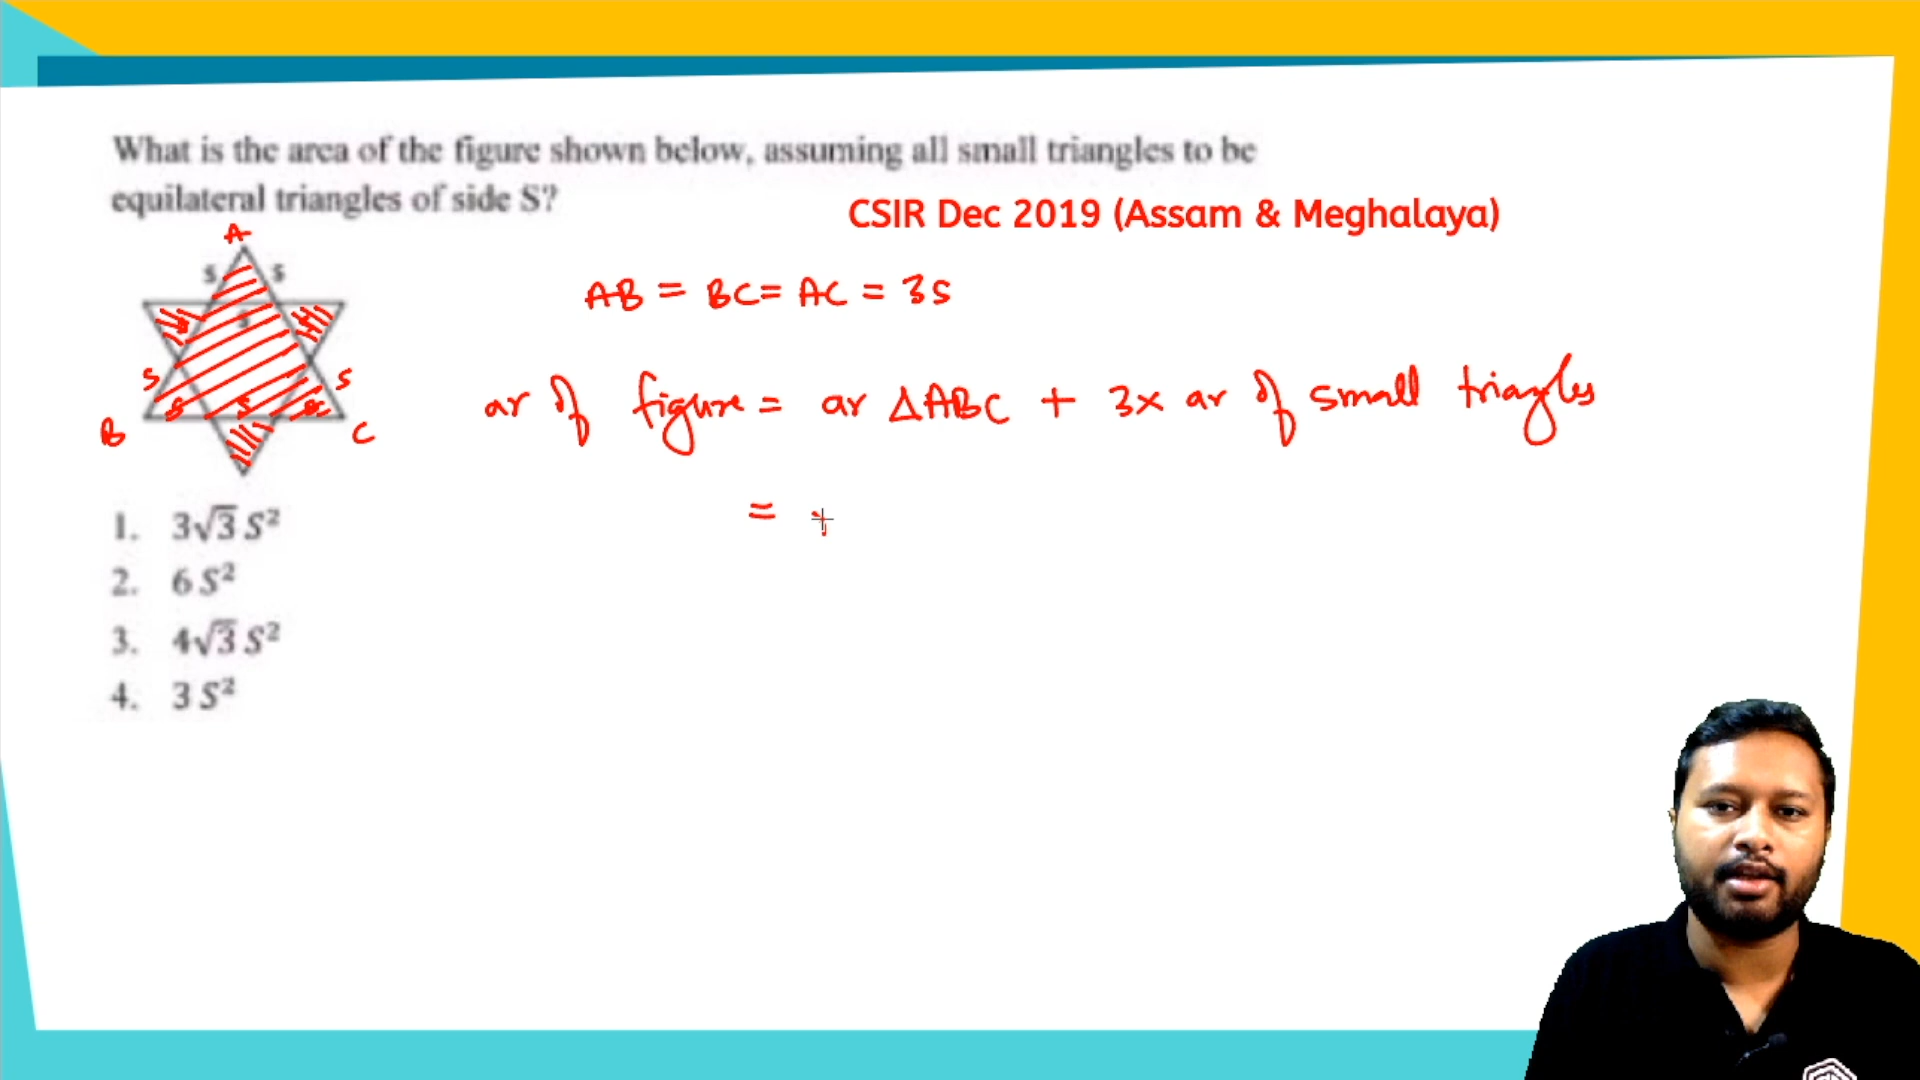 What is the area of the figure shown below, assuming all small triangles to be
equilateral triangles of side S?
CSIR Dec 2019 (Assam & Meghalaya)
A
S S
S
AB = BC = AC = 3S
S S
S S S
B C
ar of figure = ar ΔABC + 3x ar of small triangles
=
1. 3√3 S²
2. 6 S²
3. 4√3 S²
4. 3 S²